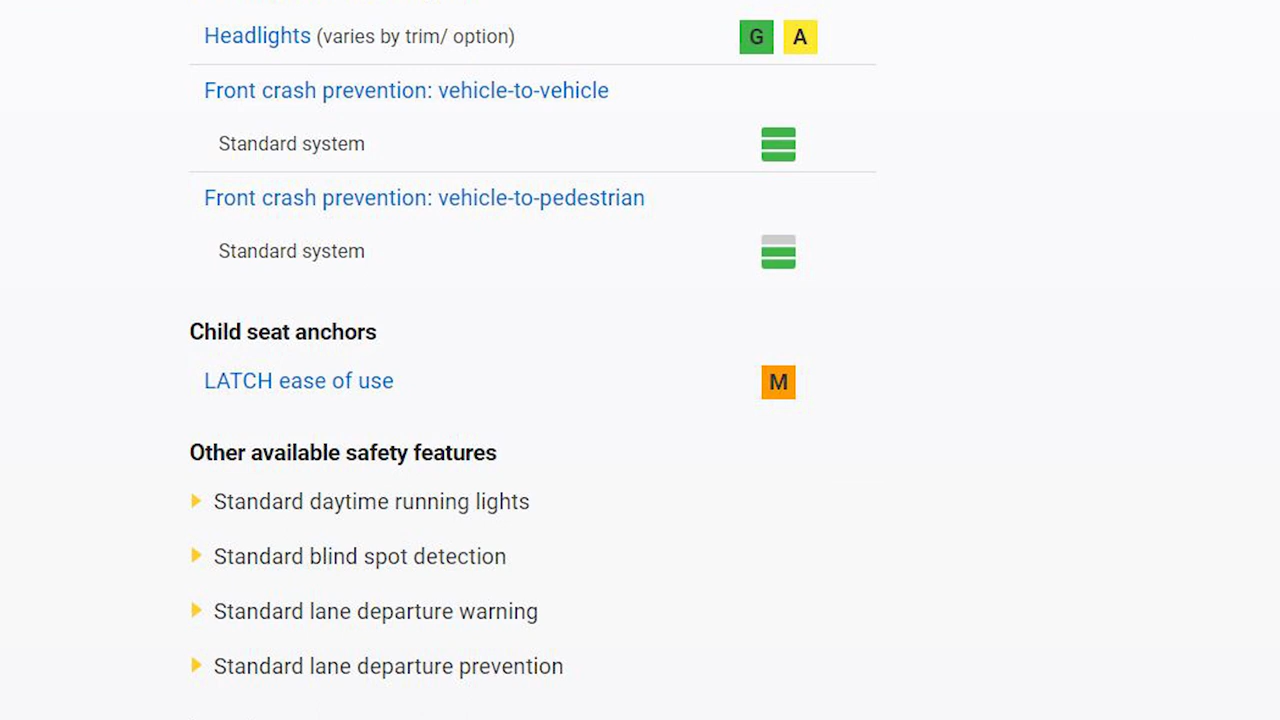 Headlights (varies by trim/ option) G A
Front crash prevention: vehicle-to-vehicle
Standard system
Front crash prevention: vehicle-to-pedestrian
Standard system
Child seat anchors
LATCH ease of use M
Other available safety features
Standard daytime running lights
Standard blind spot detection
Standard lane departure warning
Standard lane departure prevention